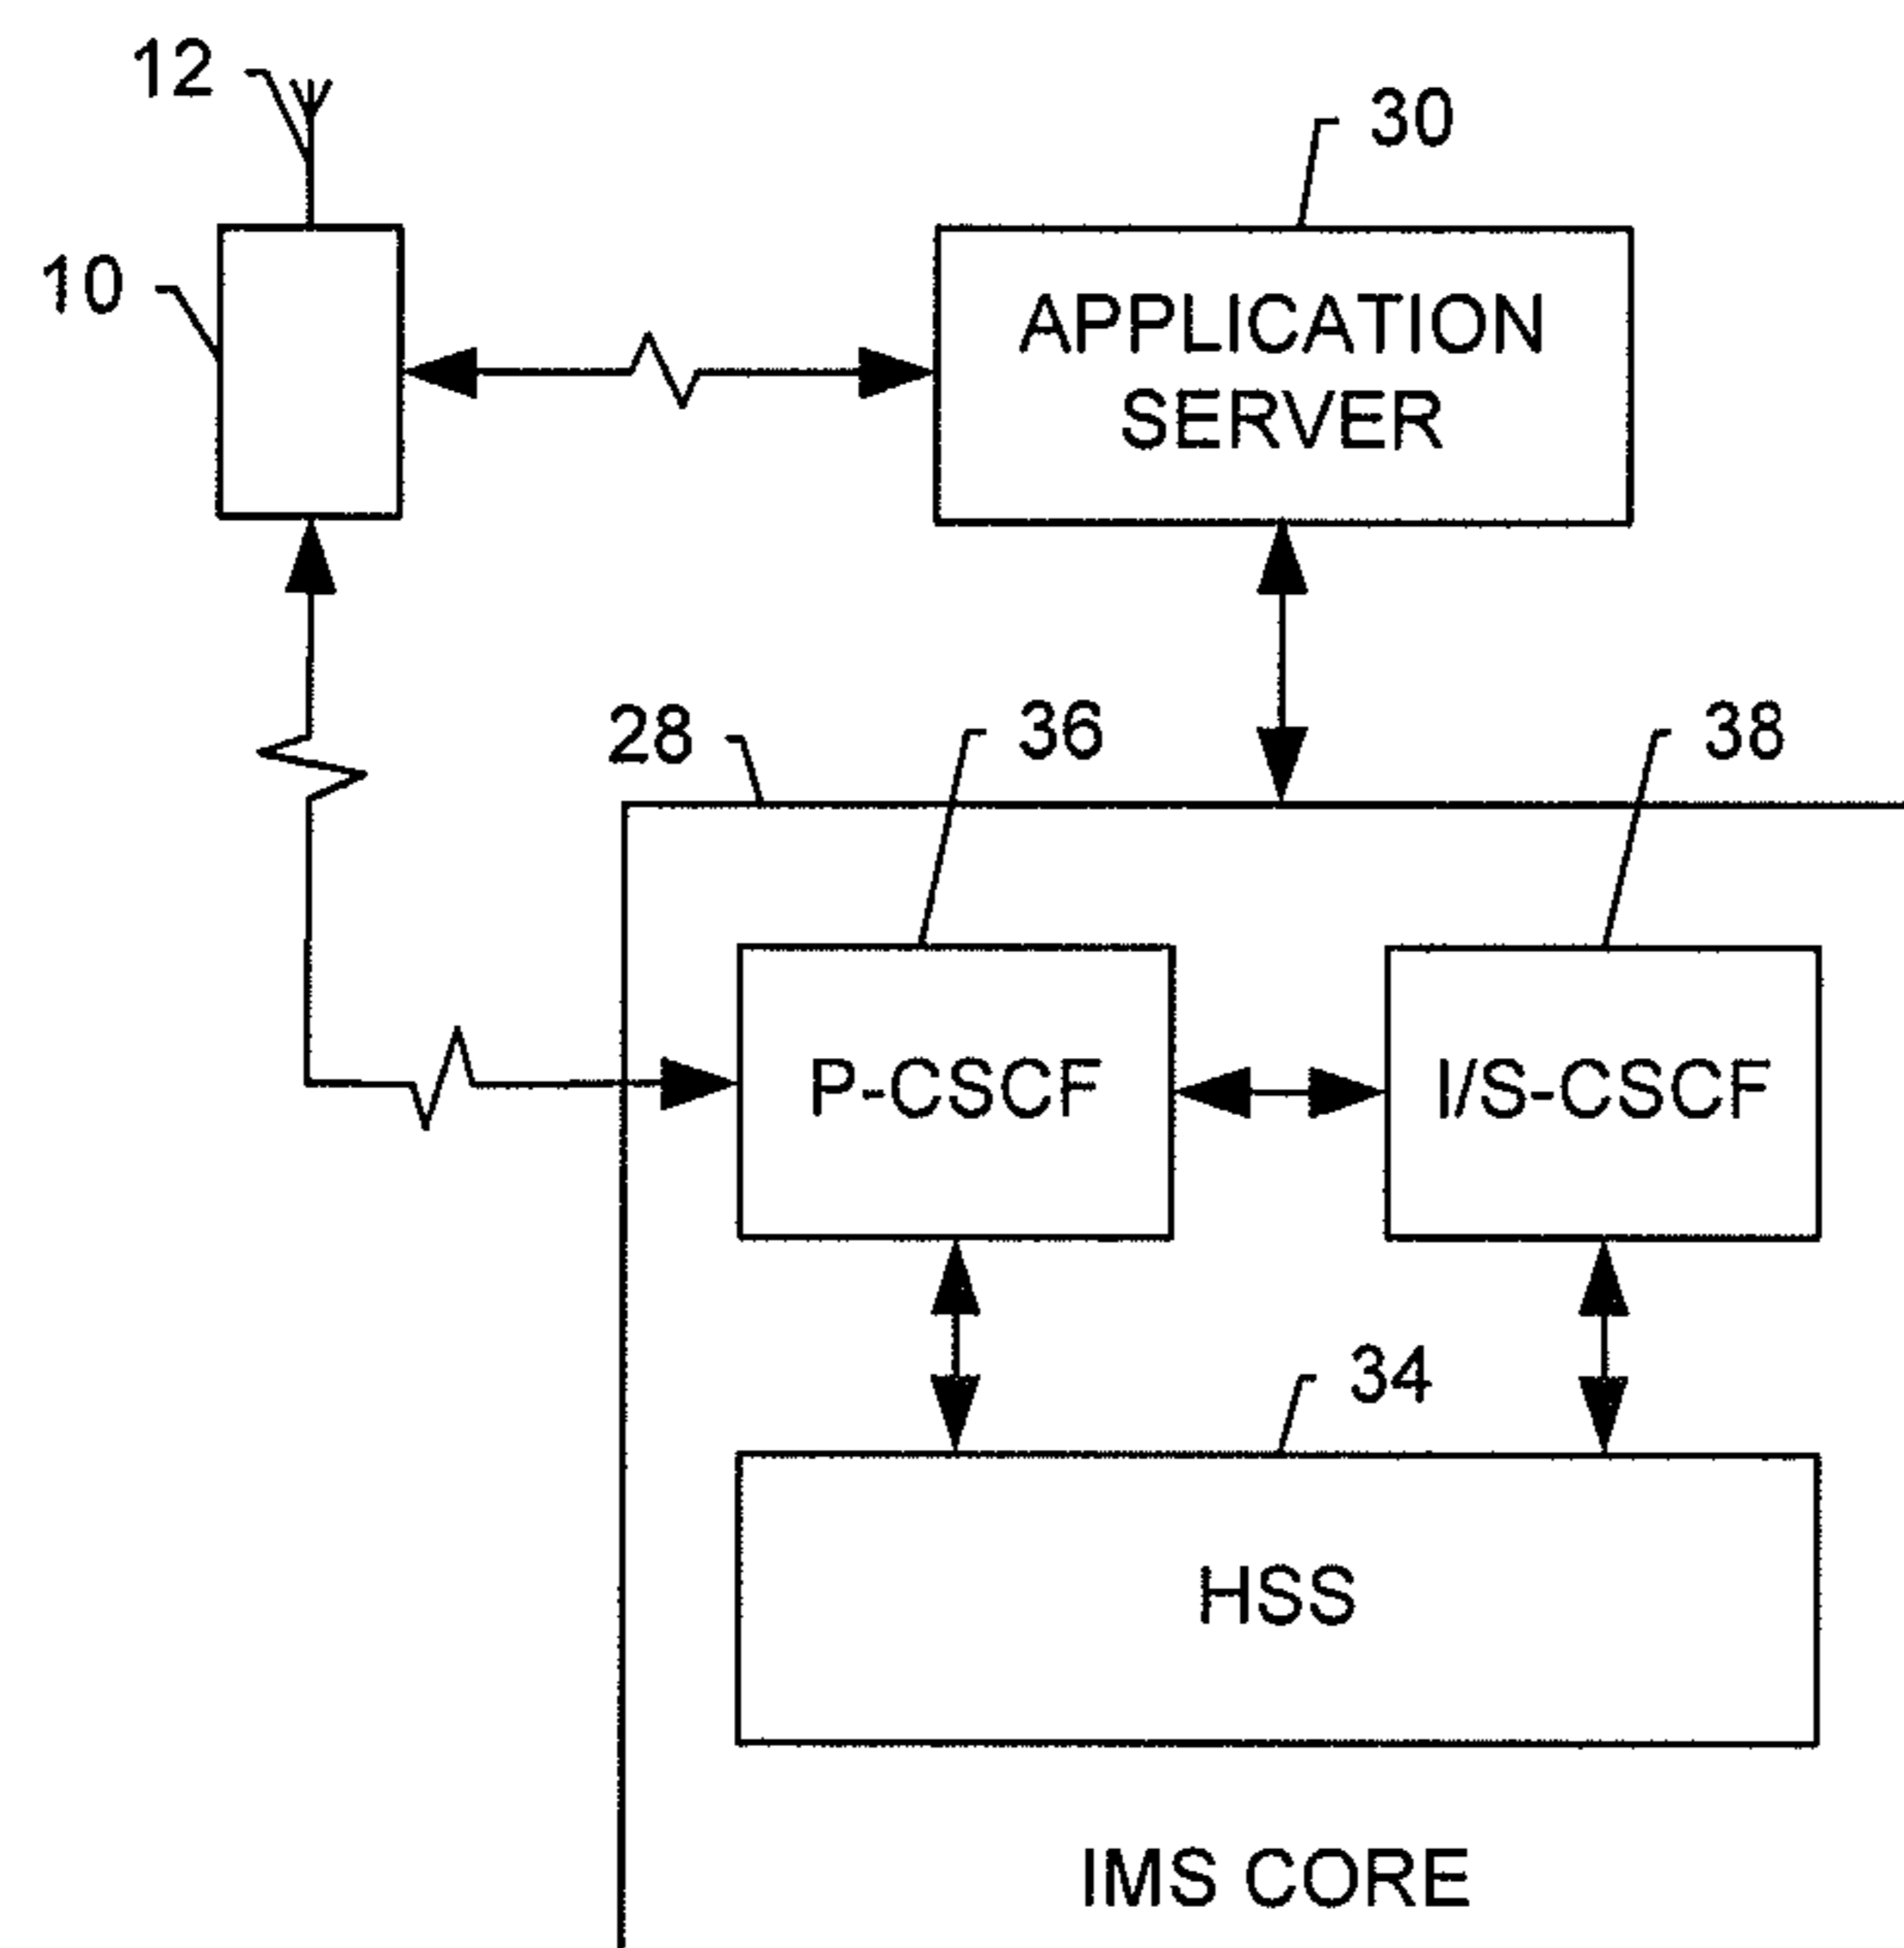 12
30
10
APPLICATION
SERVER
28
36
38
P-CSCF
I/S-CSCF
34
HSS
IMS CORE